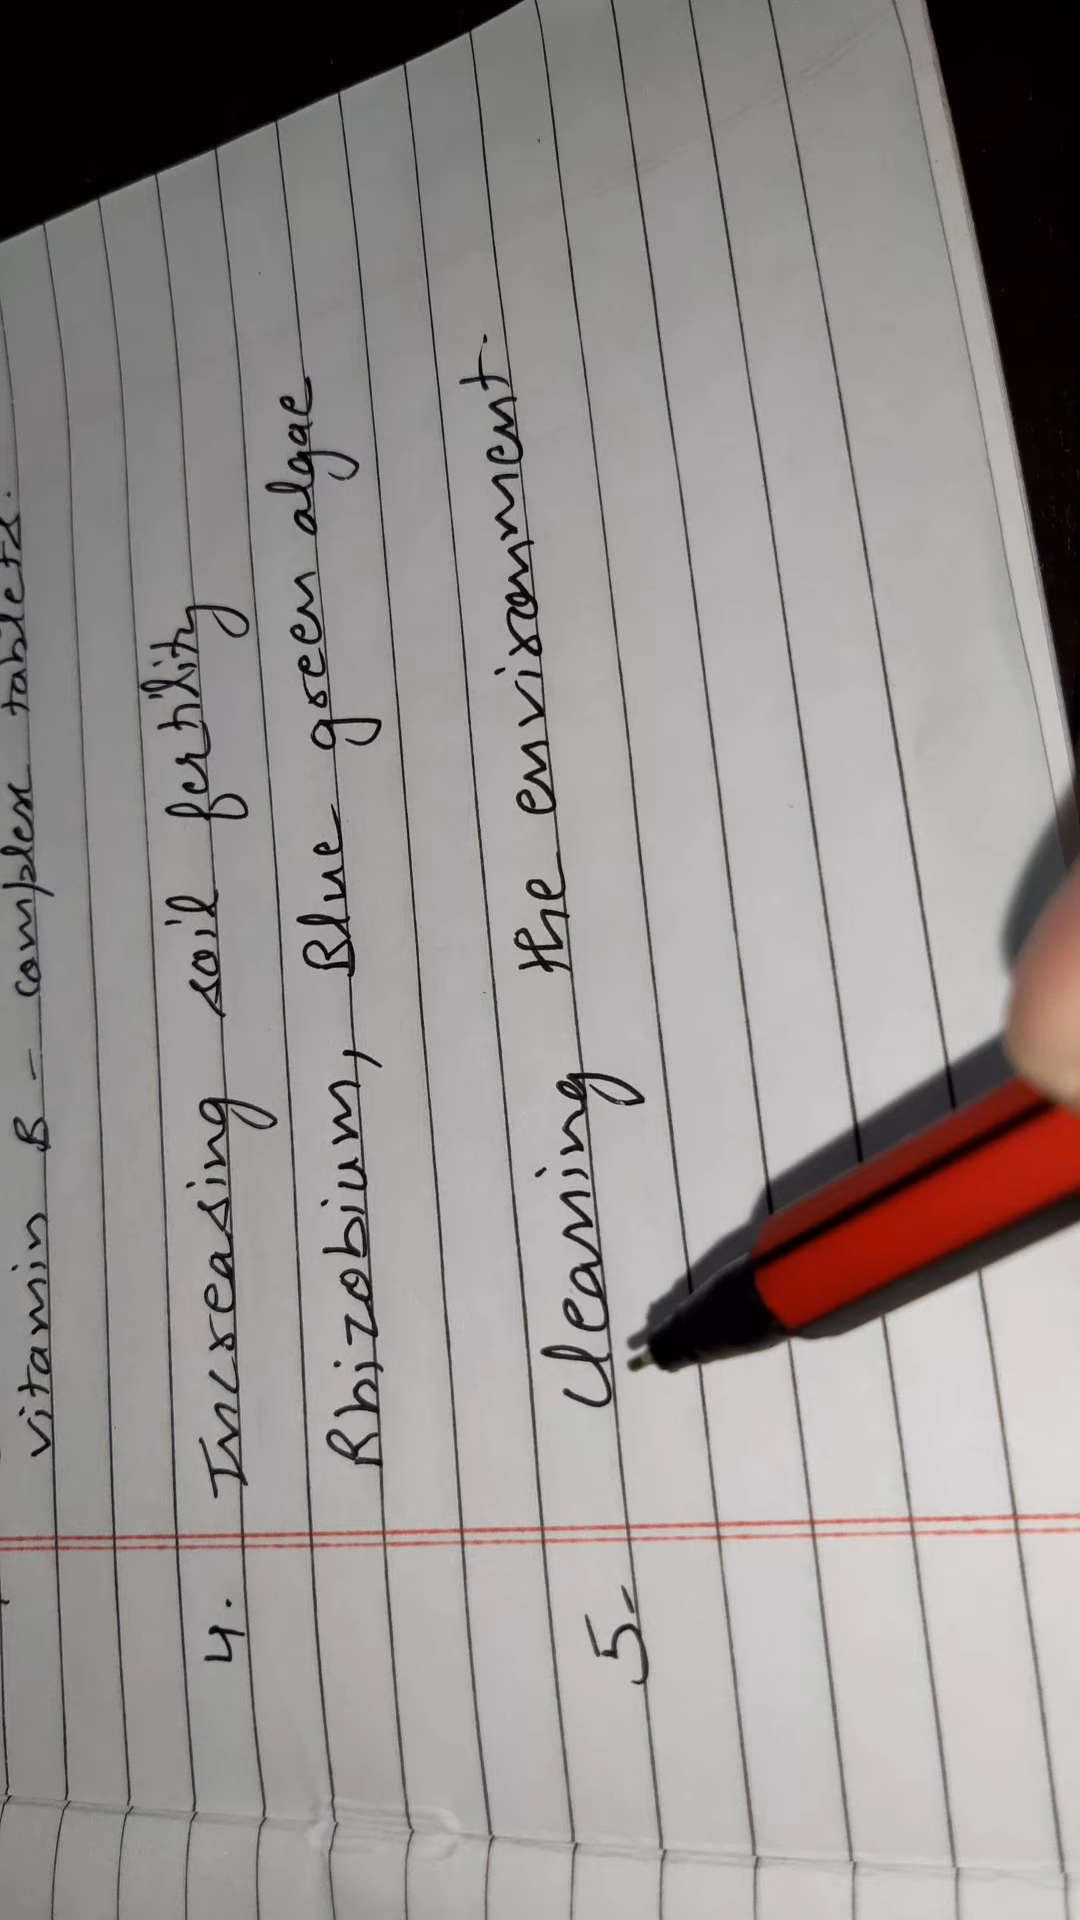 vitamin B - complex tablets.
4. Increasing soil fertility
Rhizobium, Blue green algae
5. Cleaning the environment.